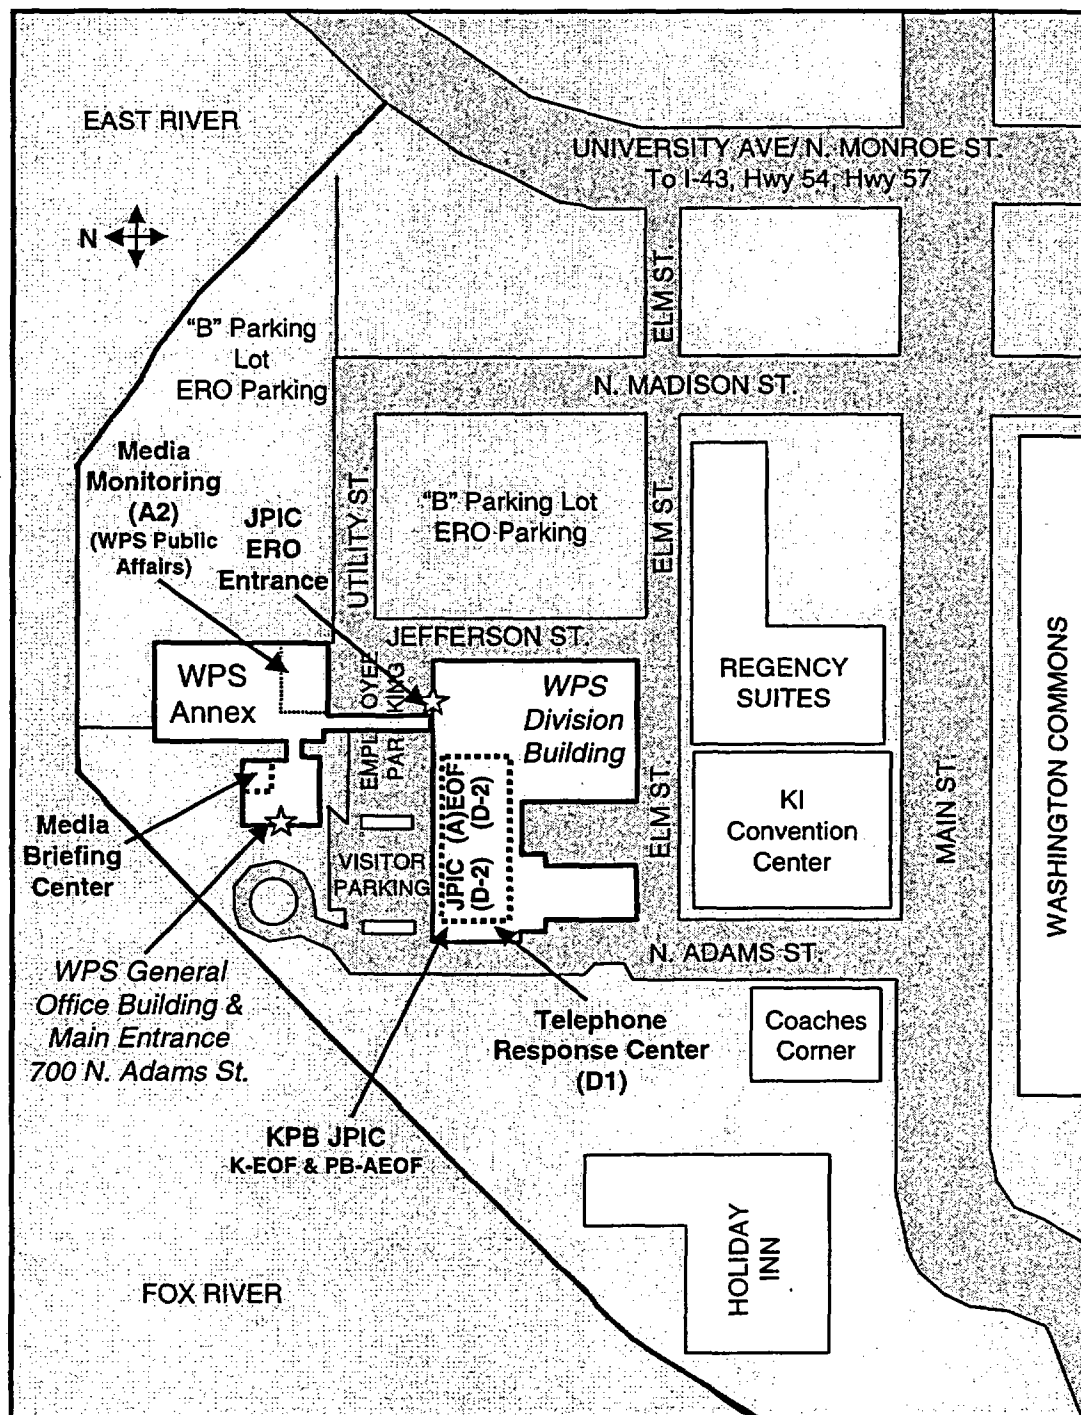 EAST RIVER
UNIVERSITY AVE/ N. MONROE ST.
To I-43, Hwy 54, Hwy 57
N
ELM ST.
"B" Parking
Lot
ERO Parking
N. MADISON ST.
Media
Monitoring
(A2)
(WPS Public
Affairs)
JPIC
ERO
Entrance
UTILITY ST.
"B" Parking Lot
ERO Parking
ELM ST.
JEFFERSON ST.
WPS
Annex
EMPLOYEE
PARKING
WPS
Division
Building
REGENCY
SUITES
WASHINGTON COMMONS
(A)EOF
(D-2)
JPIC
(D-2)
ELM ST.
KI
Convention
Center
MAIN ST.
Media
Briefing
Center
VISITOR
PARKING
N. ADAMS ST.
WPS General
Office Building &
Main Entrance
700 N. Adams St.
Telephone
Response Center
(D1)
Coaches
Corner
KPB JPIC
K-EOF & PB-AEOF
HOLIDAY
INN
FOX RIVER